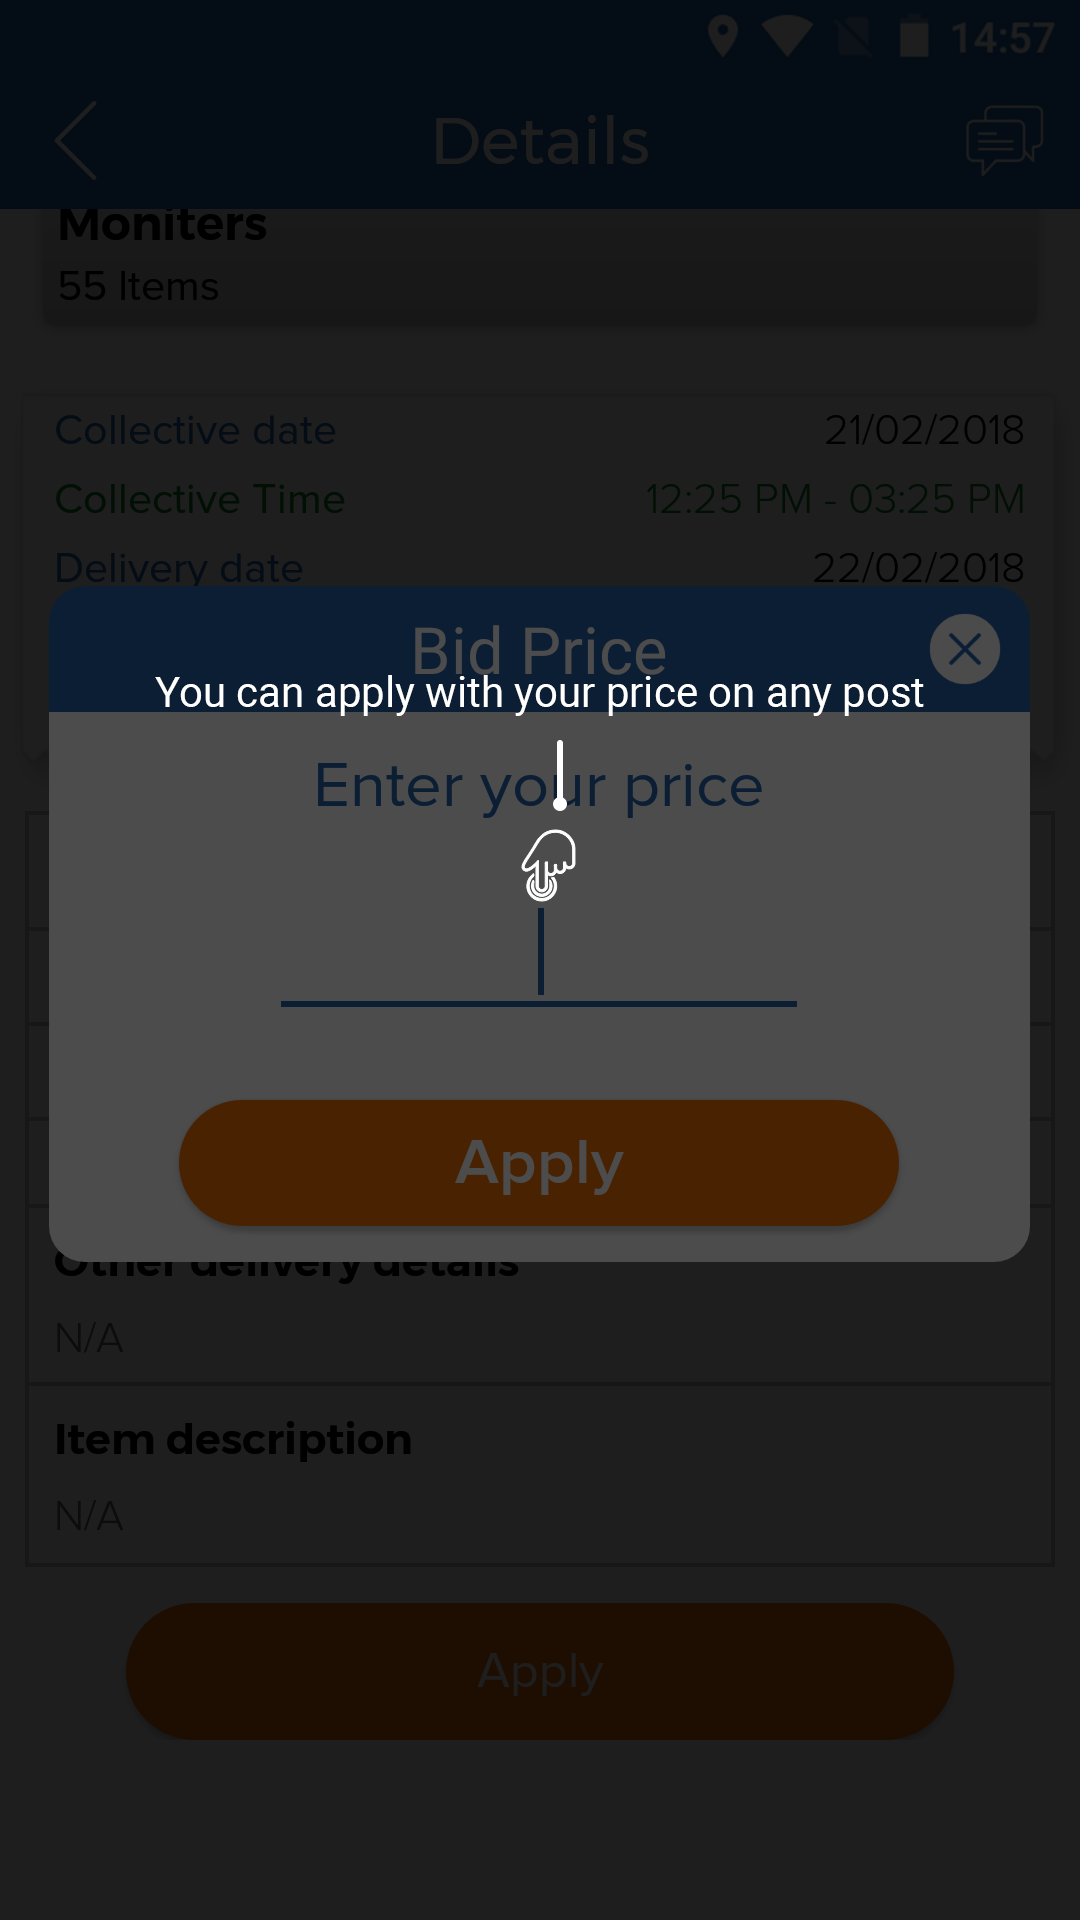 14:57
Details
Moniters
55 Items
Collective date 21/02/2018
Collective Time 12:25 PM - 03:25 PM
Delivery date 22/02/2018
Bid Price
You can apply with your price on any post
Enter your price
Apply
Other delivery details
N/A
Item description
N/A
Apply